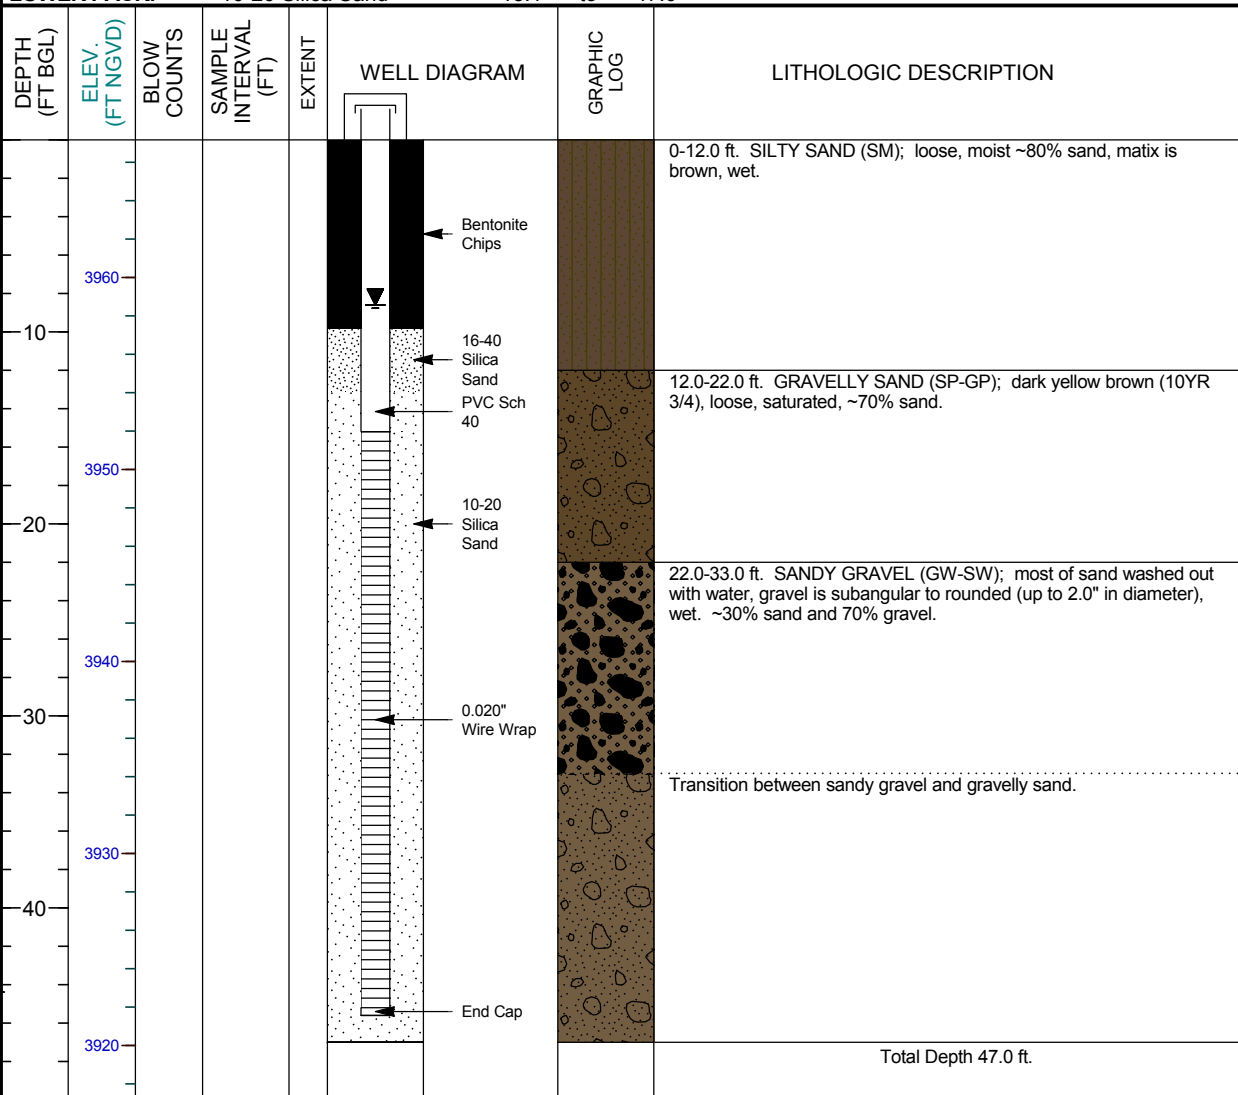 DEPTH
(FT BGL)
ELEV.
(FT NGVD)
BLOW
COUNTS
SAMPLE
INTERVAL
(FT)
EXTENT
WELL DIAGRAM
GRAPHIC
LOG
LITHOLOGIC DESCRIPTION
0-12.0 ft. SILTY SAND (SM); loose, moist ~80% sand, matix is
brown, wet.
Bentonite
Chips
3960
10
16-40
Silica
Sand
PVC Sch
40
12.0-22.0 ft. GRAVELLY SAND (SP-GP); dark yellow brown (10YR
3/4), loose, saturated, ~70% sand.
3950
10-20
Silica
Sand
20
22.0-33.0 ft. SANDY GRAVEL (GW-SW); most of sand washed out
with water, gravel is subangular to rounded (up to 2.0" in diameter),
wet. ~30% sand and 70% gravel.
3940
30
0.020"
Wire Wrap
Transition between sandy gravel and gravelly sand.
3930
40
End Cap
3920
Total Depth 47.0 ft.